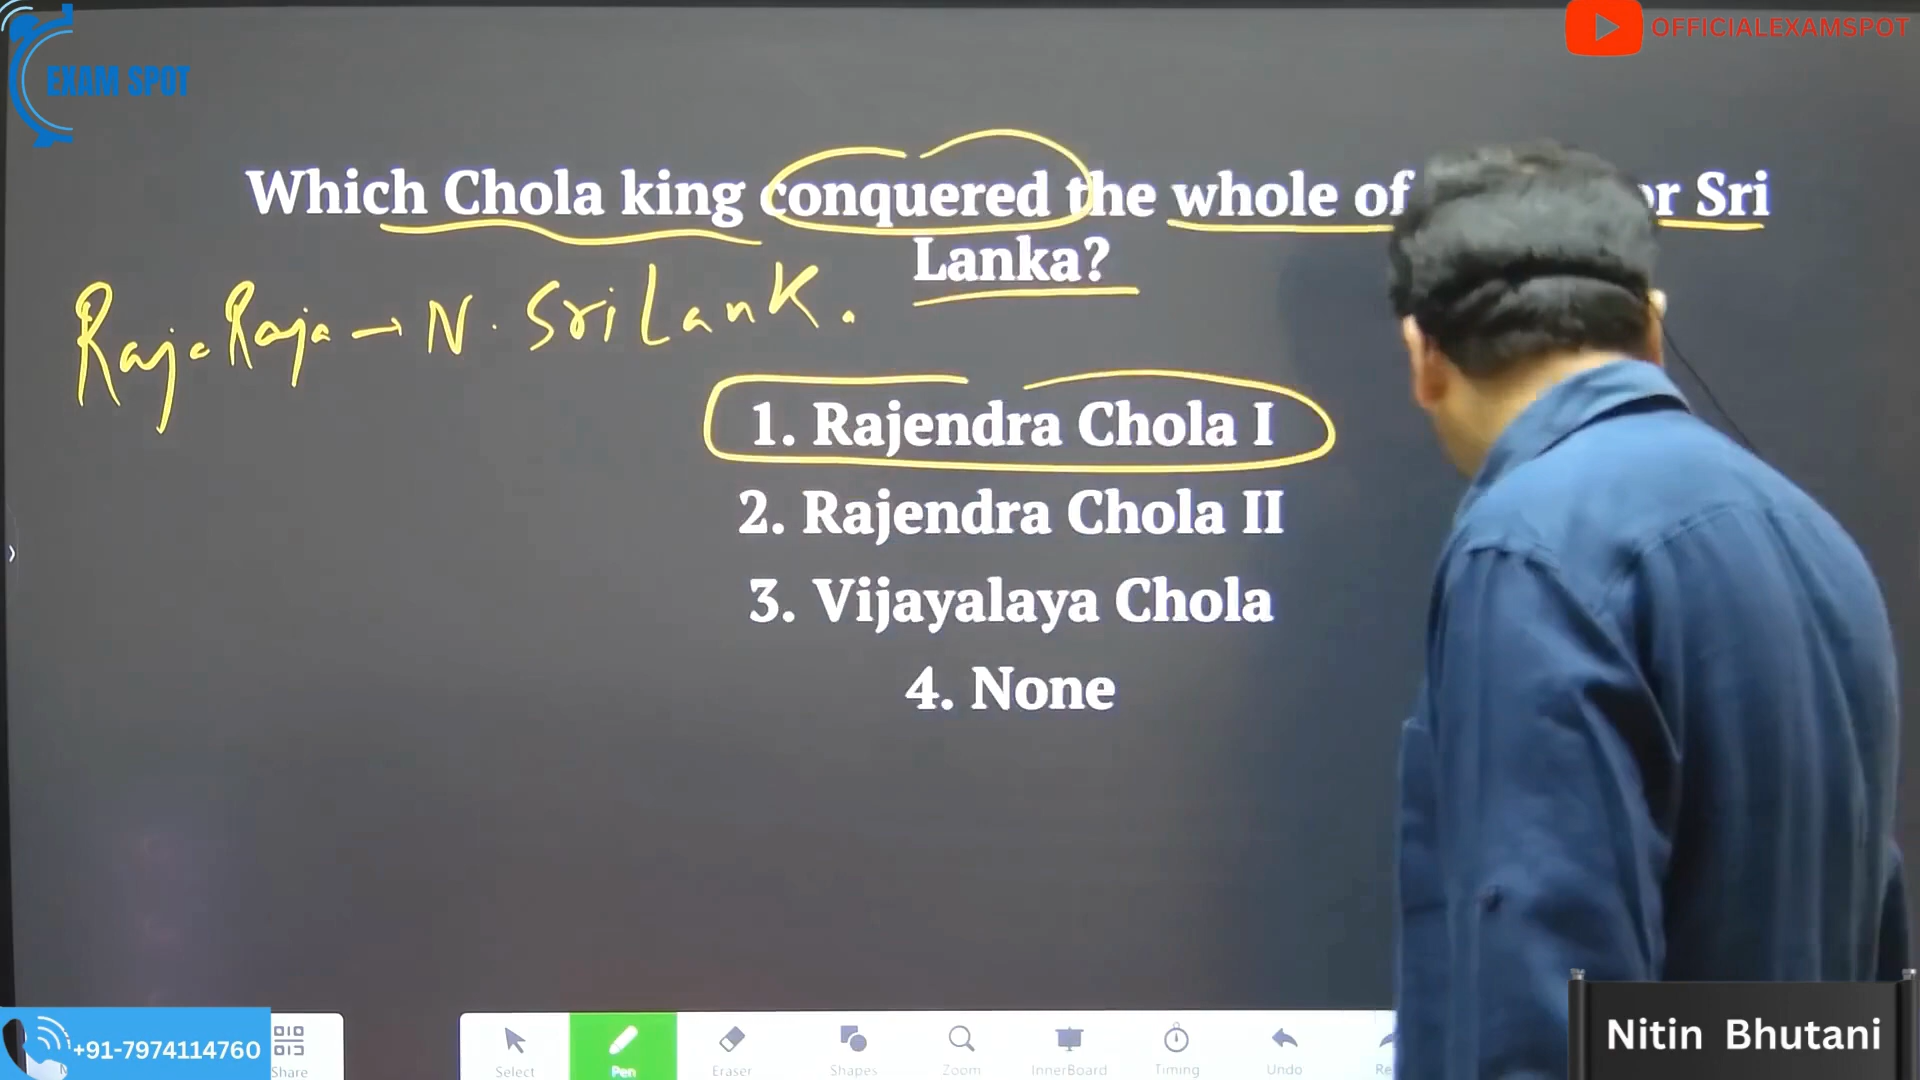 EXAM SPOT
OFFICIALEXAMSPOT
Which Chola king conquered the whole of or Sri
Lanka?
Raja Raja → N. Sri Lank.
1. Rajendra Chola I
2. Rajendra Chola II
3. Vijayalaya Chola
4. None
+91-7974114760
Share
Select
Pen
Eraser
Shapes
Zoom
InnerBoard
Timing
Undo
Re
Nitin Bhutani